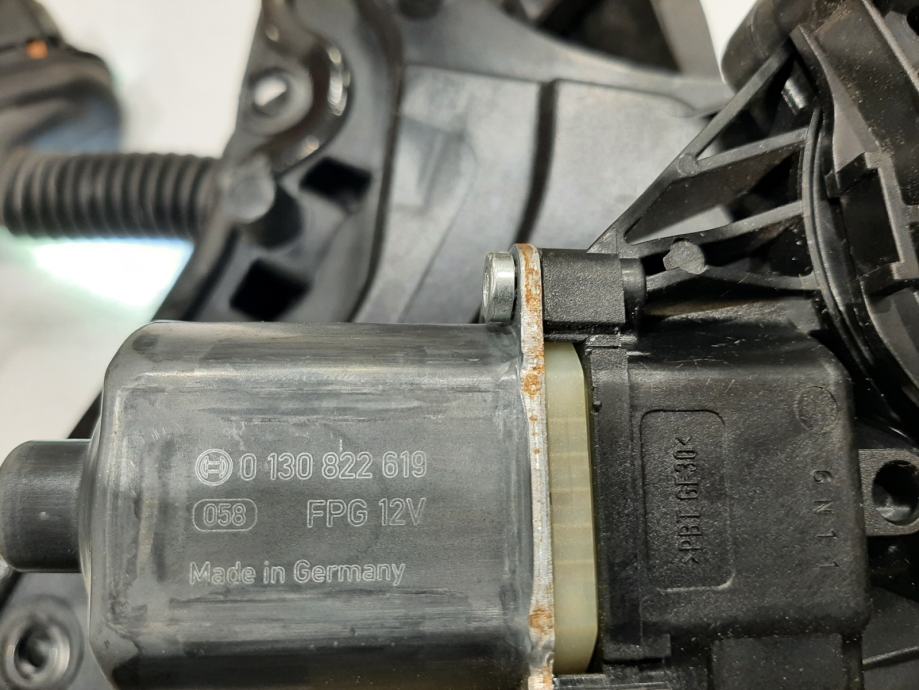 0 130 822 619
058 FPG 12V
Made in Germany
>PBT GF30<